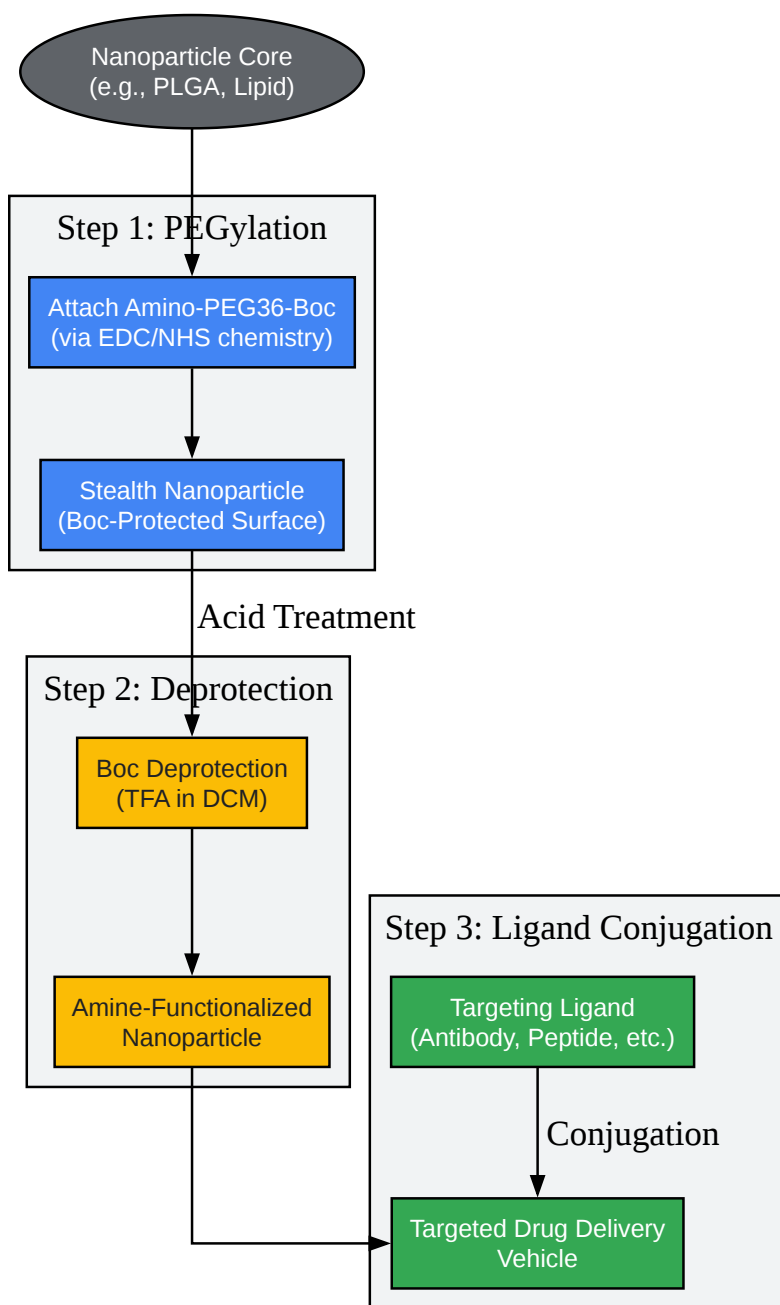 Nanoparticle Core
(e.g., PLGA, Lipid)
Step 1: PEGylation
Attach Amino-PEG36-Boc
(via EDC/NHS chemistry)
Stealth Nanoparticle
(Boc-Protected Surface)
Acid Treatment
Step 2: Deprotection
Boc Deprotection
(TFA in DCM)
Amine-Functionalized
Nanoparticle
Step 3: Ligand Conjugation
Targeting Ligand
(Antibody, Peptide, etc.)
Conjugation
Targeted Drug Delivery
Vehicle